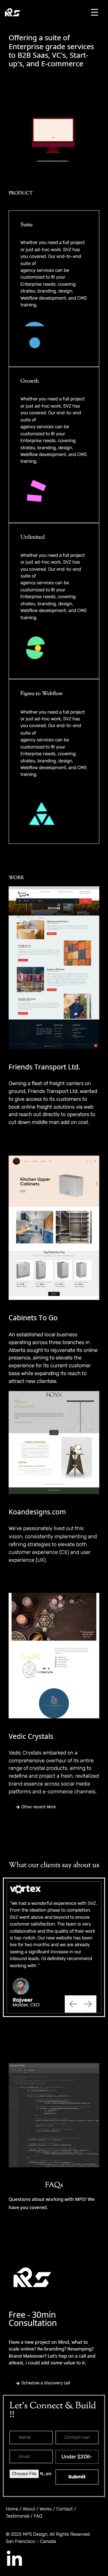 Offering a suite of
Enterprise grade services
to B2B Saas, VC's, Start-
up's, and E-commerce
PRODUCT
Suite
Whether you need a full project
or just ad-hoc work, SVZ has
you covered. Our end-to-end
suite of
agency services can be
customized to fit your
Enterprise needs, covering
strategy, branding, design,
Webflow development, and CMS
training.
Growth
Whether you need a full project
or just ad-hoc work, SVZ has
you covered. Our end-to-end
suite of
agency services can be
customized to fit your
Enterprise needs, covering
strategy, branding, design,
Webflow development, and CMS
training.
Unlimited
Whether you need a full project
or just ad-hoc work, SVZ has
you covered. Our end-to-end
suite of
agency services can be
customized to fit your
Enterprise needs, covering
strategy, branding, design,
Webflow development, and CMS
training.
Figma to Webflow
Whether you need a full project
or just ad-hoc work, SVZ has
you covered. Our end-to-end
suite of
agency services can be
customized to fit your
Enterprise needs, covering
strategy, branding, design,
Webflow development, and CMS
training.
WORK
Friends Transport Ltd.
Owning a fleet of freight carriers on
ground, Friends Transport Ltd. wanted
to give access to its customers to
book online freight solutions via web
application directly to operators to
cut down middle man add on cost.
Kitchen Upper
Cabinets
Cabinets To Go
An established local business
operating across three branches in
Alberta sought to rejuvenate its online
presence, aiming to elevate the
experience for its current customer
base while expanding its reach to
attract new clientele.
KOAN
Koandesigns.com
We've passionately lived out this
vision, consistently improving and
refining strategies to elevate both
customer experience (CX) and user
experience (UX).
Vedic Crystals
Vedic Crystals embarked on a
comprehensive overhaul of its entire
range of crystal products, aiming to
redefine and project a fresh, revitalized
brand essence across social media
platforms and e-commerce channels.
→ Other recent Work
What our clients say about us
vortex
"We had a wonderful experience with SVZ.
From the ideation phase to completion,
SVZ went above and beyond to ensure
customer satisfaction. The team is very
collaborative and the quality of their work
is top-notch. Our new website has been
live for two months and we are already
seeing a significant increase in our
inbound leads. I'd definitely recommend
working with .."
Rajveer
Master, CEO
FAQs
Questions about working with MPS? We
have you covered.
Free - 30min
Consultation
Have a new project on Mind, what to
scale online? Re-branding? Revamping?
Brand Makeover? Let's hop on a call and
atleast, i could add some value to it.
→ Schedule a discovery call
Let's Connect & Build
!!
Name
Email
Under $20K-
Choose File
Submit
Home / About / Works / Contact /
Testimonial / FAQ
© 2023 MPS Design. All Rights Reserved
San Francisco – Canada
in